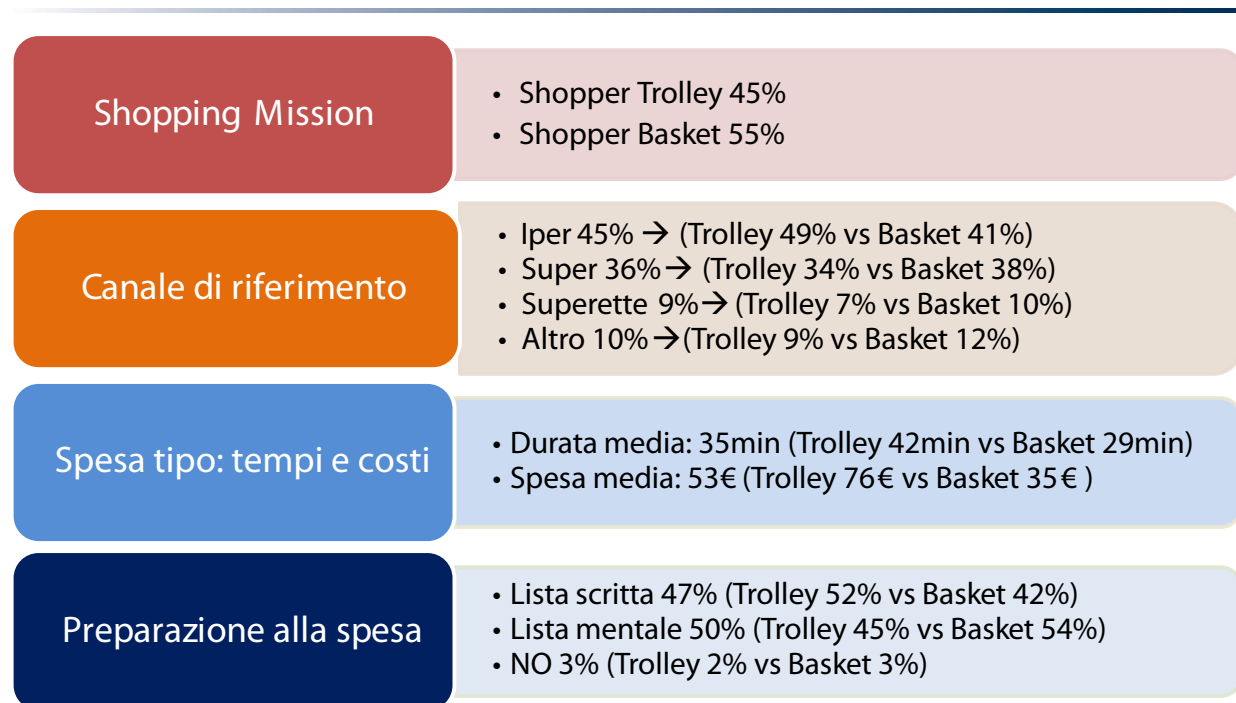 Shopping Mission
• Shopper Trolley 45%
• Shopper Basket 55%
Canale di riferimento
• Iper 45% → (Trolley 49% vs Basket 41%)
• Super 36% → (Trolley 34% vs Basket 38%)
• Superette 9% → (Trolley 7% vs Basket 10%)
• Altro 10% → (Trolley 9% vs Basket 12%)
Spesa tipo: tempi e costi
• Durata media: 35min (Trolley 42min vs Basket 29min)
• Spesa media: 53€ (Trolley 76€ vs Basket 35€ )
Preparazione alla spesa
• Lista scritta 47% (Trolley 52% vs Basket 42%)
• Lista mentale 50% (Trolley 45% vs Basket 54%)
• NO 3% (Trolley 2% vs Basket 3%)